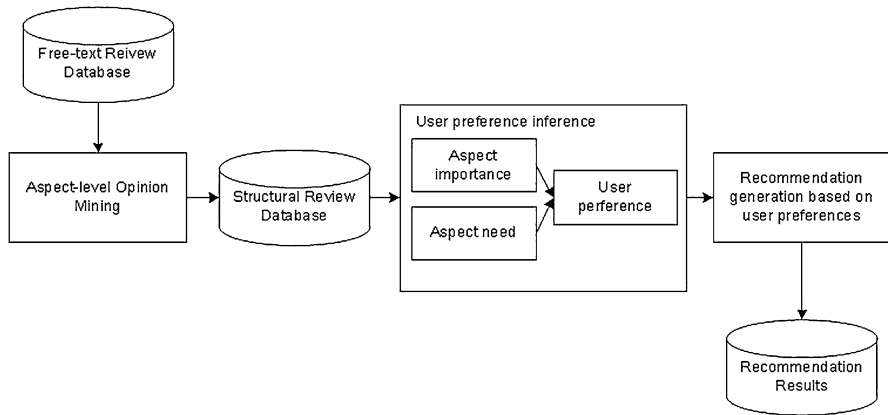 Free-text Reivew
Database
Aspect-level Opinion
Mining
Structural Review
Database
User preference inference
Aspect
importance
Aspect need
User
perference
Recommendation
generation based on
user preferences
Recommendation
Results